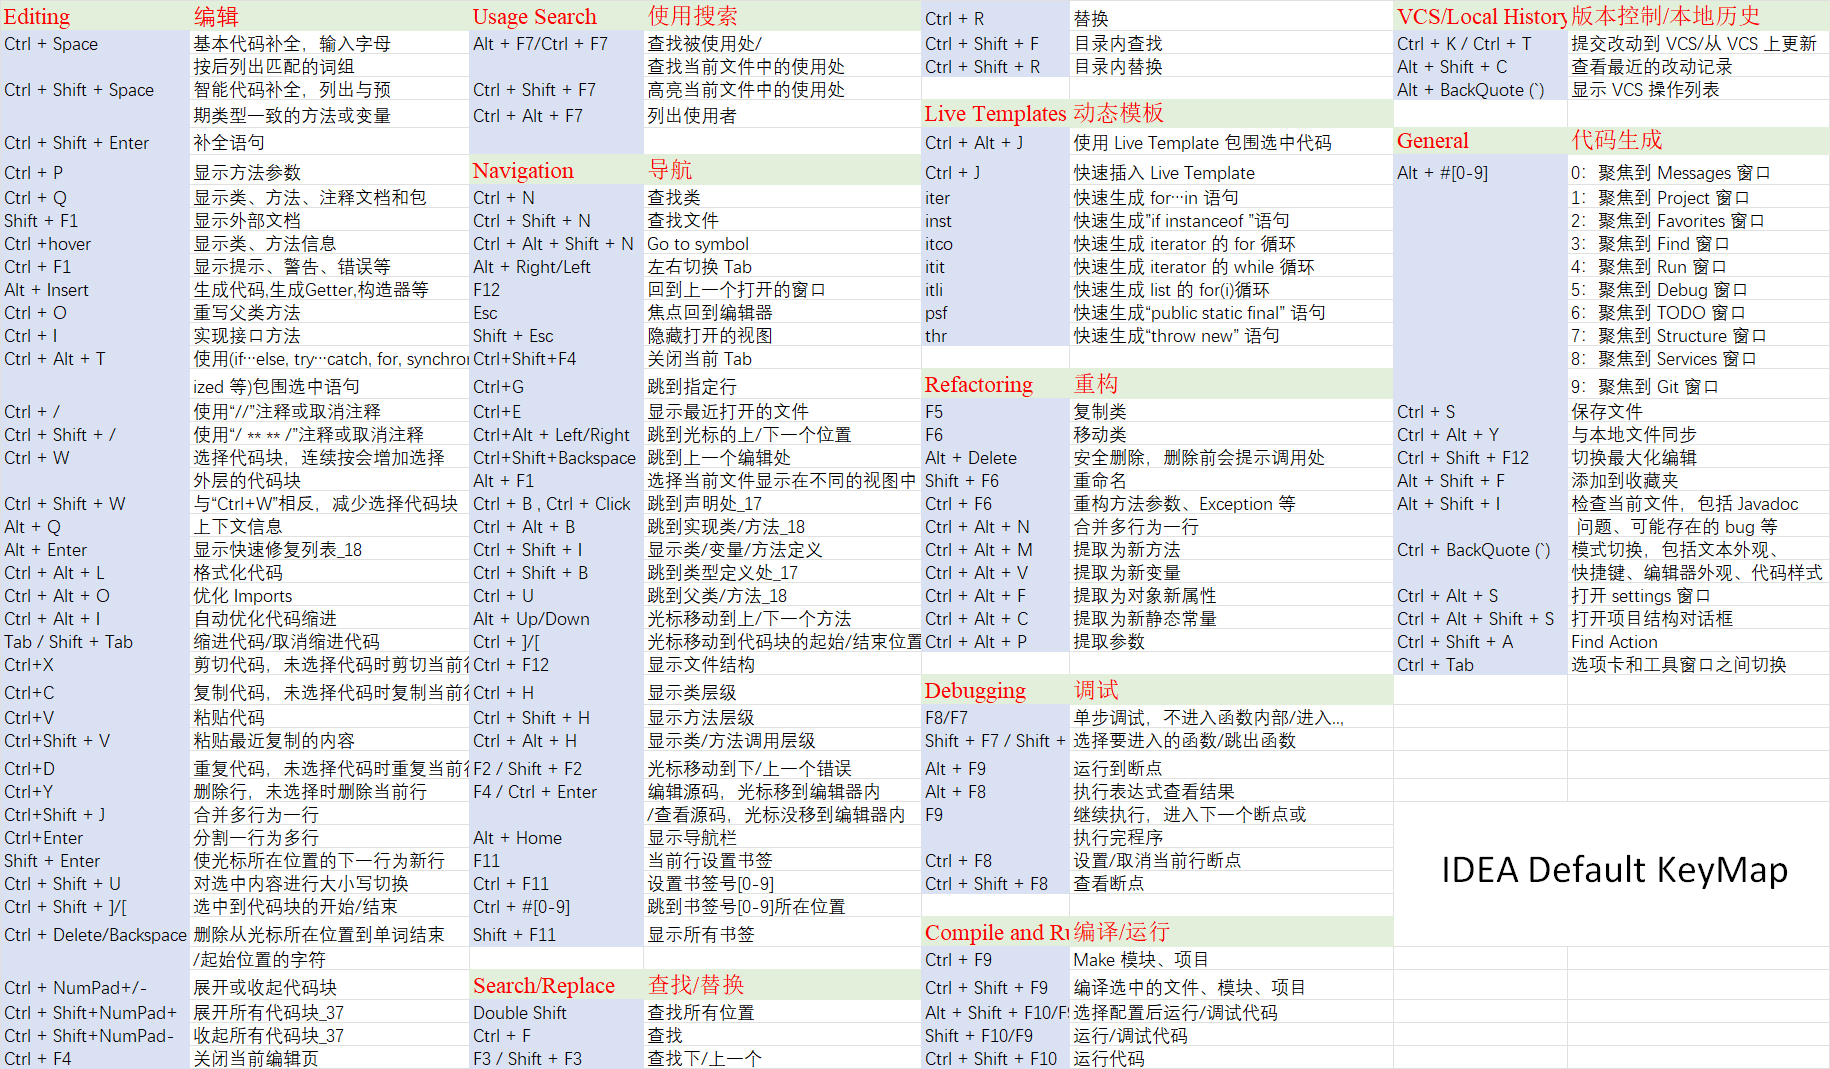 Editing 编辑
Ctrl + Space 基本代码补全，输入字母
按后列出匹配的词组
Ctrl + Shift + Space 智能代码补全，列出与预
期类型一致的方法或变量
Ctrl + Shift + Enter 补全语句
Ctrl + P 显示方法参数
Ctrl + Q 显示类、方法、注释文档和包
Shift + F1 显示外部文档
Ctrl +hover 显示类、方法信息
Ctrl + F1 显示提示、警告、错误等
Alt + Insert 生成代码,生成Getter,构造器等
Ctrl + O 重写父类方法
Ctrl + I 实现接口方法
Ctrl + Alt + T 使用(if···else, try···catch, for, synchron
ized 等)包围选中语句
Ctrl + / 使用“//”注释或取消注释
Ctrl + Shift + / 使用“/ ** ** /”注释或取消注释
Ctrl + W 选择代码块，连续按会增加选择
外层的代码块
Ctrl + Shift + W 与“Ctrl+W”相反，减少选择代码块
Alt + Q 上下文信息
Alt + Enter 显示快速修复列表_18
Ctrl + Alt + L 格式化代码
Ctrl + Alt + O 优化 Imports
Ctrl + Alt + I 自动优化代码缩进
Tab / Shift + Tab 缩进代码/取消缩进代码
Ctrl+X 剪切代码，未选择代码时剪切当前行
Ctrl+C 复制代码，未选择代码时复制当前行
Ctrl+V 粘贴代码
Ctrl+Shift + V 粘贴最近复制的内容
Ctrl+D 重复代码，未选择代码时重复当前行
Ctrl+Y 删除行，未选择时删除当前行
Ctrl+Shift + J 合并多行为一行
Ctrl+Enter 分割一行为多行
Shift + Enter 使光标所在位置的下一行为新行
Ctrl + Shift + U 对选中内容进行大小写切换
Ctrl + Shift + ]/[ 选中到代码块的开始/结束
Ctrl + Delete/Backspace 删除从光标所在位置到单词结束
/起始位置的字符
Ctrl + NumPad+/- 展开或收起代码块
Ctrl + Shift+NumPad+ 展开所有代码块_37
Ctrl + Shift+NumPad- 收起所有代码块_37
Ctrl + F4 关闭当前编辑页
Usage Search 使用搜索
Alt + F7/Ctrl + F7 查找被使用处/
查找当前文件中的使用处
Ctrl + Shift + F7 高亮当前文件中的使用处
Ctrl + Alt + F7 列出使用者
Navigation 导航
Ctrl + N 查找类
Ctrl + Shift + N 查找文件
Ctrl + Alt + Shift + N Go to symbol
Alt + Right/Left 左右切换 Tab
F12 回到上一个打开的窗口
Esc 焦点回到编辑器
Shift + Esc 隐藏打开的视图
Ctrl+Shift+F4 关闭当前 Tab
Ctrl+G 跳到指定行
Ctrl+E 显示最近打开的文件
Ctrl+Alt + Left/Right 跳到光标的上/下一个位置
Ctrl+Shift+Backspace 跳到上一个编辑处
Alt + F1 选择当前文件显示在不同的视图中
Ctrl + B , Ctrl + Click 跳到声明处_17
Ctrl + Alt + B 跳到实现类/方法_18
Ctrl + Shift + I 显示类/变量/方法定义
Ctrl + Shift + B 跳到类型定义处_17
Ctrl + U 跳到父类/方法_18
Alt + Up/Down 光标移动到上/下一个方法
Ctrl + ]/[ 光标移动到代码块的起始/结束位置
Ctrl + F12 显示文件结构
Ctrl + H 显示类层级
Ctrl + Shift + H 显示方法层级
Ctrl + Alt + H 显示类/方法调用层级
F2 / Shift + F2 光标移动到下/上一个错误
F4 / Ctrl + Enter 编辑源码，光标移到编辑器内
/查看源码，光标没移到编辑器内
Alt + Home 显示导航栏
F11 当前行设置书签
Ctrl + F11 设置书签号[0-9]
Ctrl + #[0-9] 跳到书签号[0-9]所在位置
Shift + F11 显示所有书签
Search/Replace 查找/替换
Double Shift 查找所有位置
Ctrl + F 查找
F3 / Shift + F3 查找下/上一个
Ctrl + R 替换
Ctrl + Shift + F 目录内查找
Ctrl + Shift + R 目录内替换
Live Templates 动态模板
Ctrl + Alt + J 使用 Live Template 包围选中代码
Ctrl + J 快速插入 Live Template
iter 快速生成 for···in 语句
inst 快速生成”if instanceof ”语句
itco 快速生成 iterator 的 for 循环
itit 快速生成 iterator 的 while 循环
itli 快速生成 list 的 for(i)循环
psf 快速生成“public static final” 语句
thr 快速生成“throw new” 语句
Refactoring 重构
F5 复制类
F6 移动类
Alt + Delete 安全删除，删除前会提示调用处
Shift + F6 重命名
Ctrl + F6 重构方法参数、Exception 等
Ctrl + Alt + N 合并多行为一行
Ctrl + Alt + M 提取为新方法
Ctrl + Alt + V 提取为新变量
Ctrl + Alt + F 提取为对象新属性
Ctrl + Alt + C 提取为新静态常量
Ctrl + Alt + P 提取参数
Debugging 调试
F8/F7 单步调试，不进入函数内部/进入..,
Shift + F7 / Shift + 选择要进入的函数/跳出函数
Alt + F9 运行到断点
Alt + F8 执行表达式查看结果
F9 继续执行，进入下一个断点或
执行完程序
Ctrl + F8 设置/取消当前行断点
Ctrl + Shift + F8 查看断点
Compile and Ru 编译/运行
Ctrl + F9 Make 模块、项目
Ctrl + Shift + F9 编译选中的文件、模块、项目
Alt + Shift + F10/F9 选择配置后运行/调试代码
Shift + F10/F9 运行/调试代码
Ctrl + Shift + F10 运行代码
VCS/Local History 版本控制/本地历史
Ctrl + K / Ctrl + T 提交改动到 VCS/从 VCS 上更新
Alt + Shift + C 查看最近的改动记录
Alt + BackQuote (`) 显示 VCS 操作列表
General 代码生成
Alt + #[0-9] 0：聚焦到 Messages 窗口
1：聚焦到 Project 窗口
2：聚焦到 Favorites 窗口
3：聚焦到 Find 窗口
4：聚焦到 Run 窗口
5：聚焦到 Debug 窗口
6：聚焦到 TODO 窗口
7：聚焦到 Structure 窗口
8：聚焦到 Services 窗口
9：聚焦到 Git 窗口
Ctrl + S 保存文件
Ctrl + Alt + Y 与本地文件同步
Ctrl + Shift + F12 切换最大化编辑
Alt + Shift + F 添加到收藏夹
Alt + Shift + I 检查当前文件，包括 Javadoc
问题、可能存在的 bug 等
Ctrl + BackQuote (`) 模式切换，包括文本外观、
快捷键、编辑器外观、代码样式
Ctrl + Alt + S 打开 settings 窗口
Ctrl + Alt + Shift + S 打开项目结构对话框
Ctrl + Shift + A Find Action
Ctrl + Tab 选项卡和工具窗口之间切换
IDEA Default KeyMap